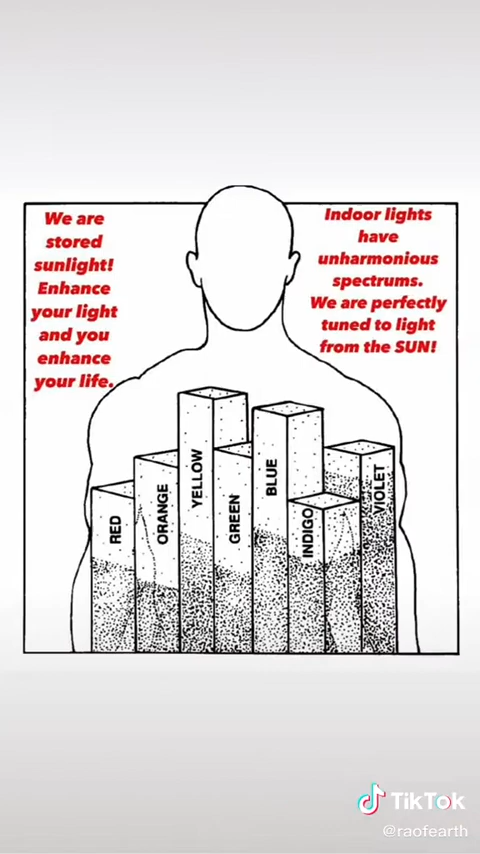 We are
stored
sunlight!
Enhance
your light
and you
enhance
your life.
Indoor lights
have
unharmonious
spectrums.
We are perfectly
tuned to light
from the SUN!
RED
ORANGE
YELLOW
GREEN
BLUE
INDIGO
VIOLET
TikTok
@raofearth